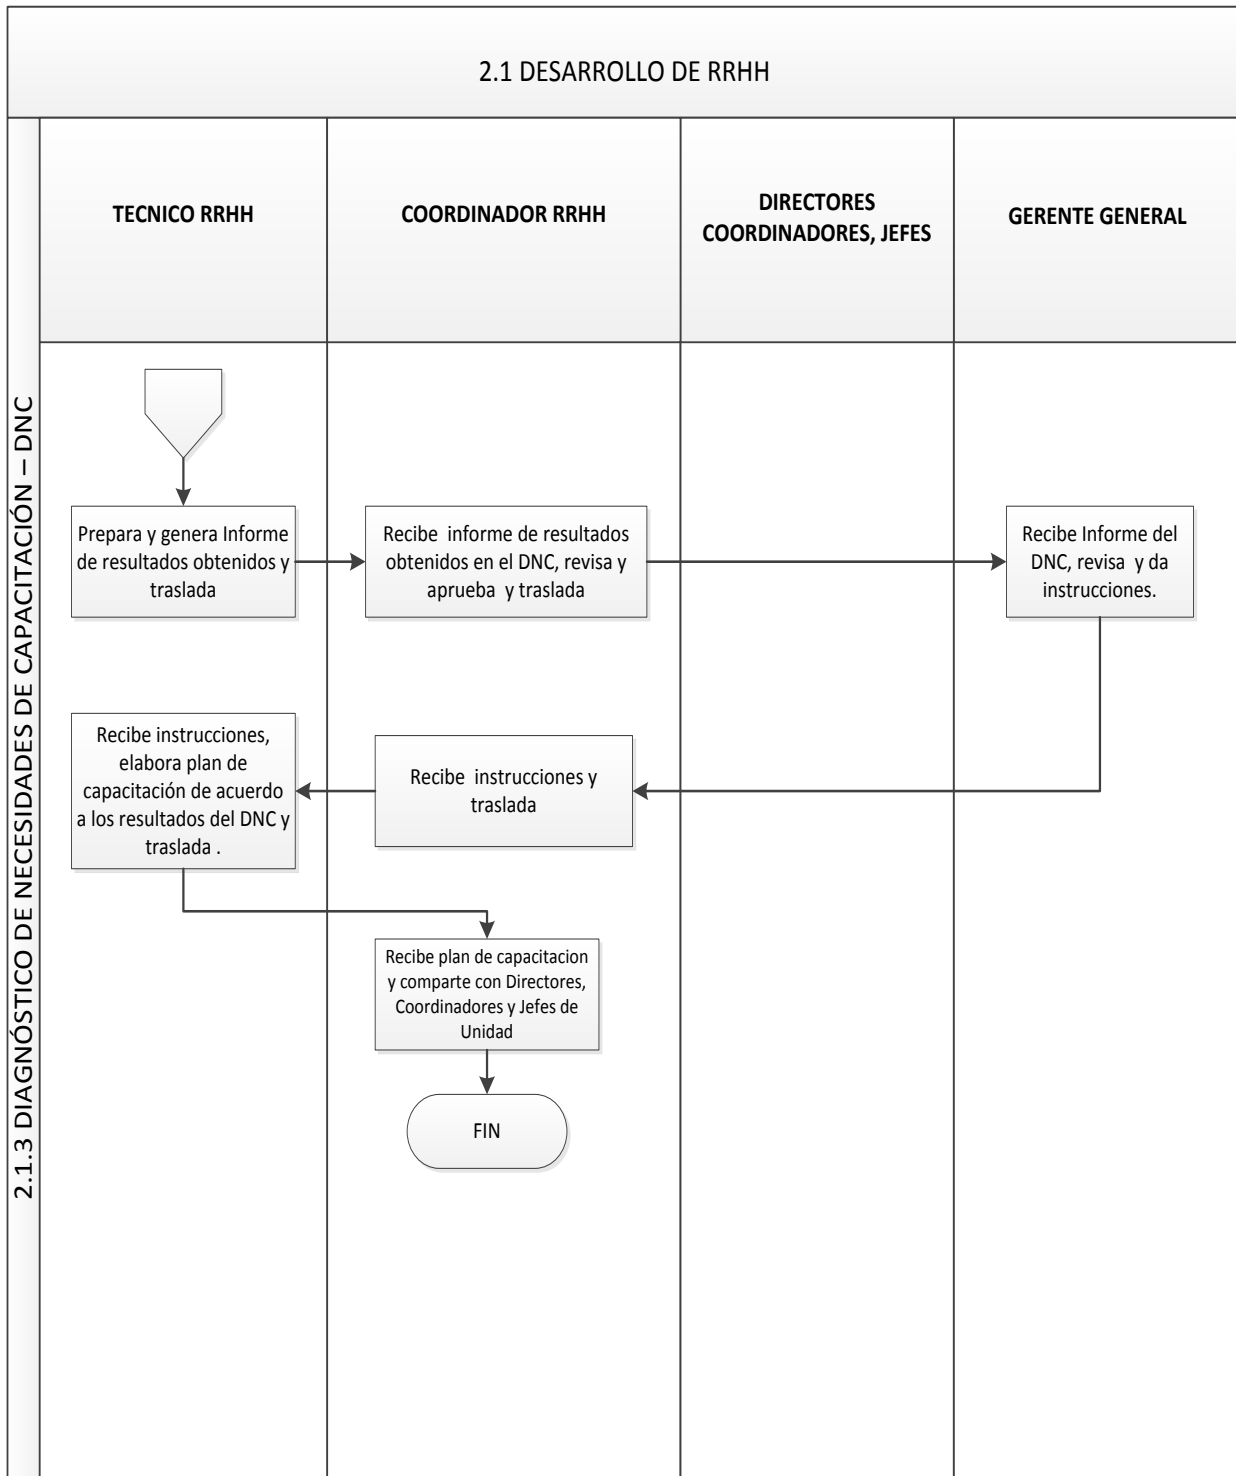 2.1 DESARROLLO DE RRHH
2.1.3 DIAGNÓSTICO DE NECESIDADES DE CAPACITACIÓN – DNC
TECNICO RRHH
COORDINADOR RRHH
DIRECTORES
COORDINADORES, JEFES
GERENTE GENERAL
Prepara y genera Informe
de resultados obtenidos y
traslada
Recibe informe de resultados
obtenidos en el DNC, revisa y
aprueba y traslada
Recibe Informe del
DNC, revisa y da
instrucciones.
Recibe instrucciones,
elabora plan de
capacitación de acuerdo
a los resultados del DNC y
traslada .
Recibe instrucciones y
traslada
Recibe plan de capacitacion
y comparte con Directores,
Coordinadores y Jefes de
Unidad
FIN